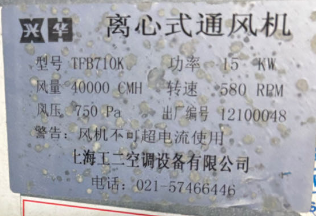 兴华 离心式通风机
型号 TPB710K 功率 15 KW
风量 40000 CMH 转速 580 RPM
风压 750 Pa 出厂编号 12100048
警告：风机不可超电流使用
上海工二空调设备有限公司
电话：021-57466446